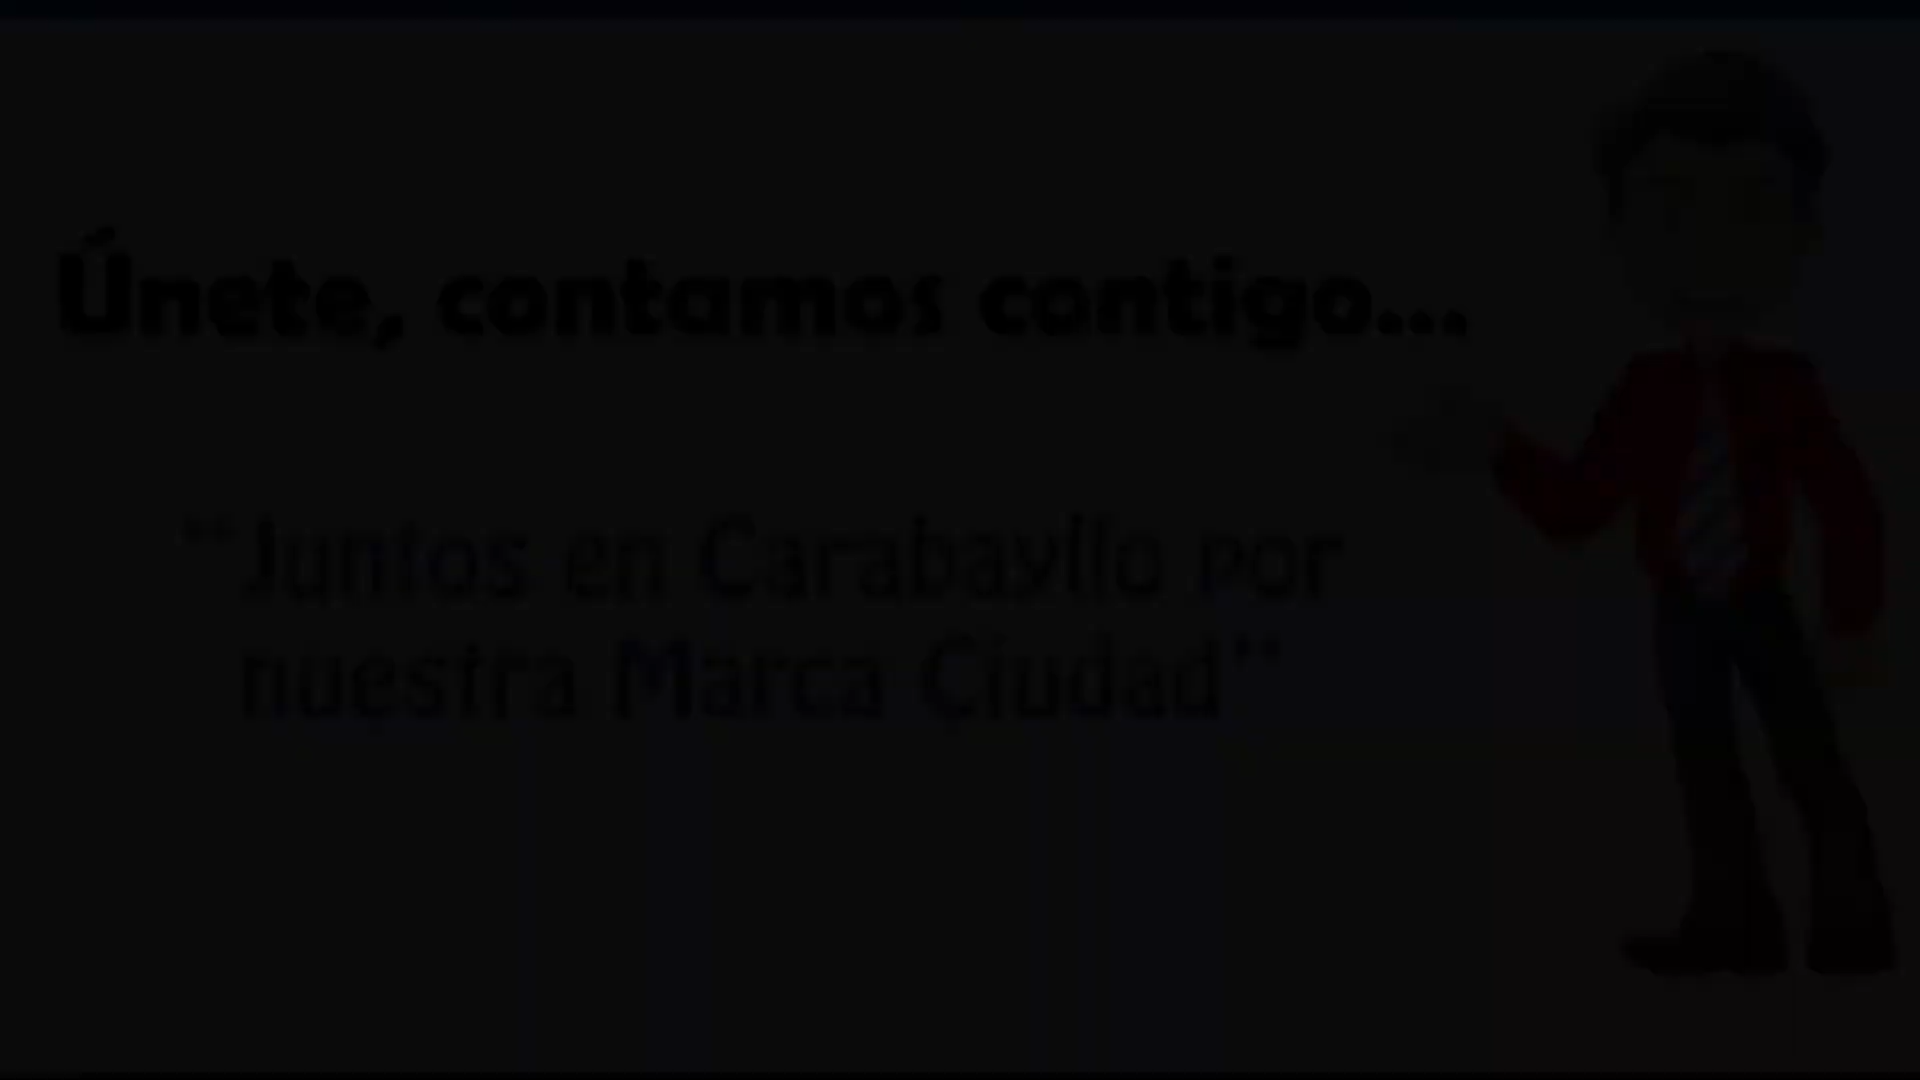 Únete, contamos contigo...
"Juntos en Carabayllo por
nuestra Marca Ciudad"